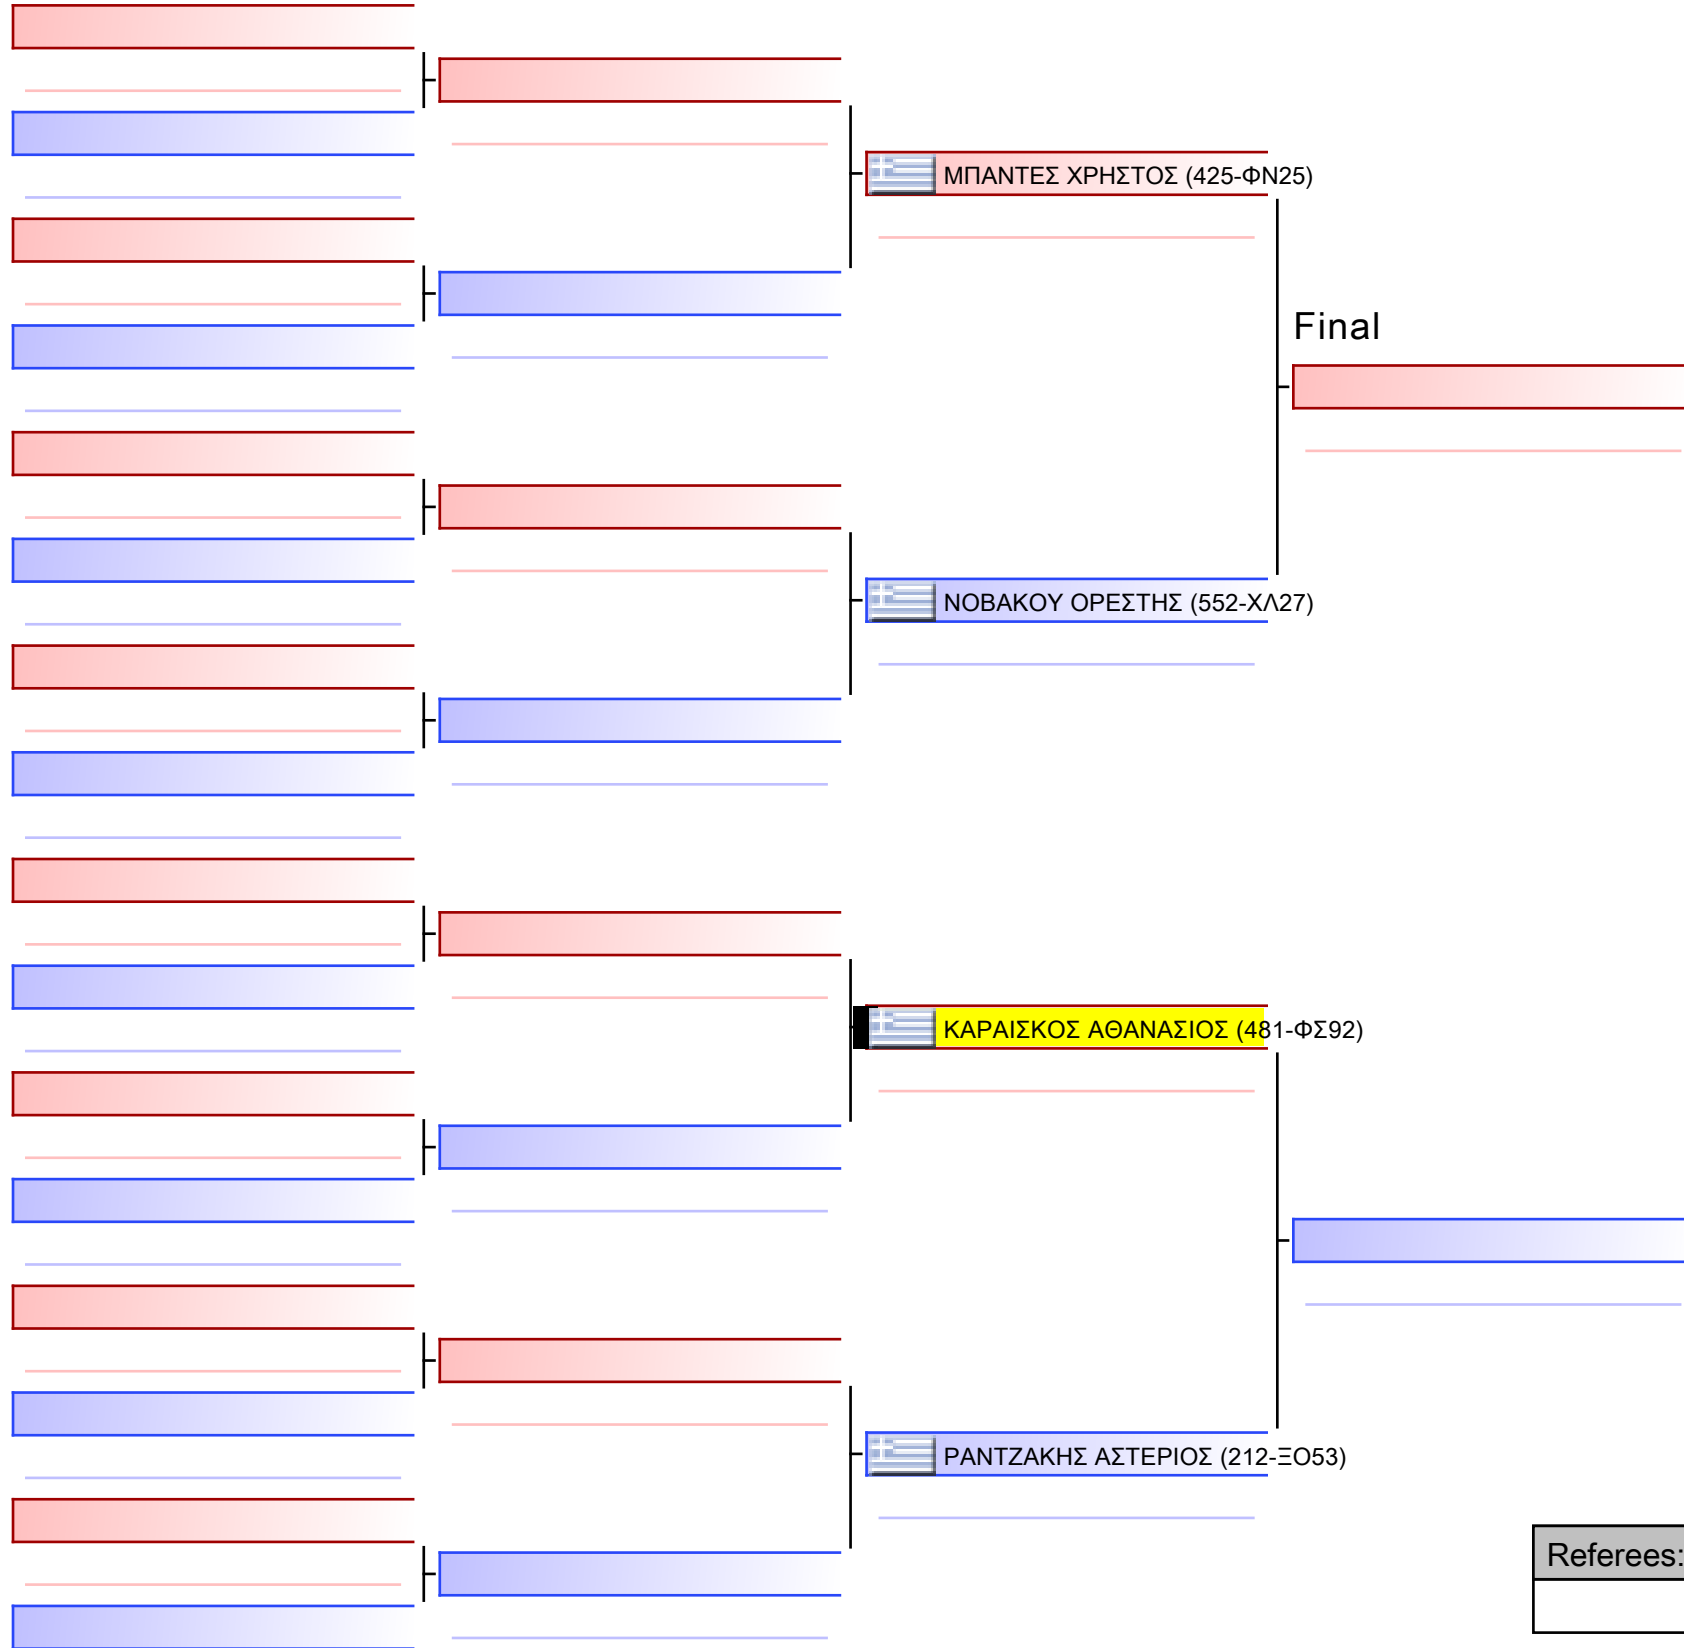 ΜΠΑΝΤΕΣ ΧΡΗΣΤΟΣ (425-ΦΝ25)
Final
ΝΟΒΑΚΟΥ ΟΡΕΣΤΗΣ (552-ΧΛ27)
ΚΑΡΑΙΣΚΟΣ ΑΘΑΝΑΣΙΟΣ (481-ΦΣ92)
ΡΑΝΤΖΑΚΗΣ ΑΣΤΕΡΙΟΣ (212-ΞΟ53)
Referees: